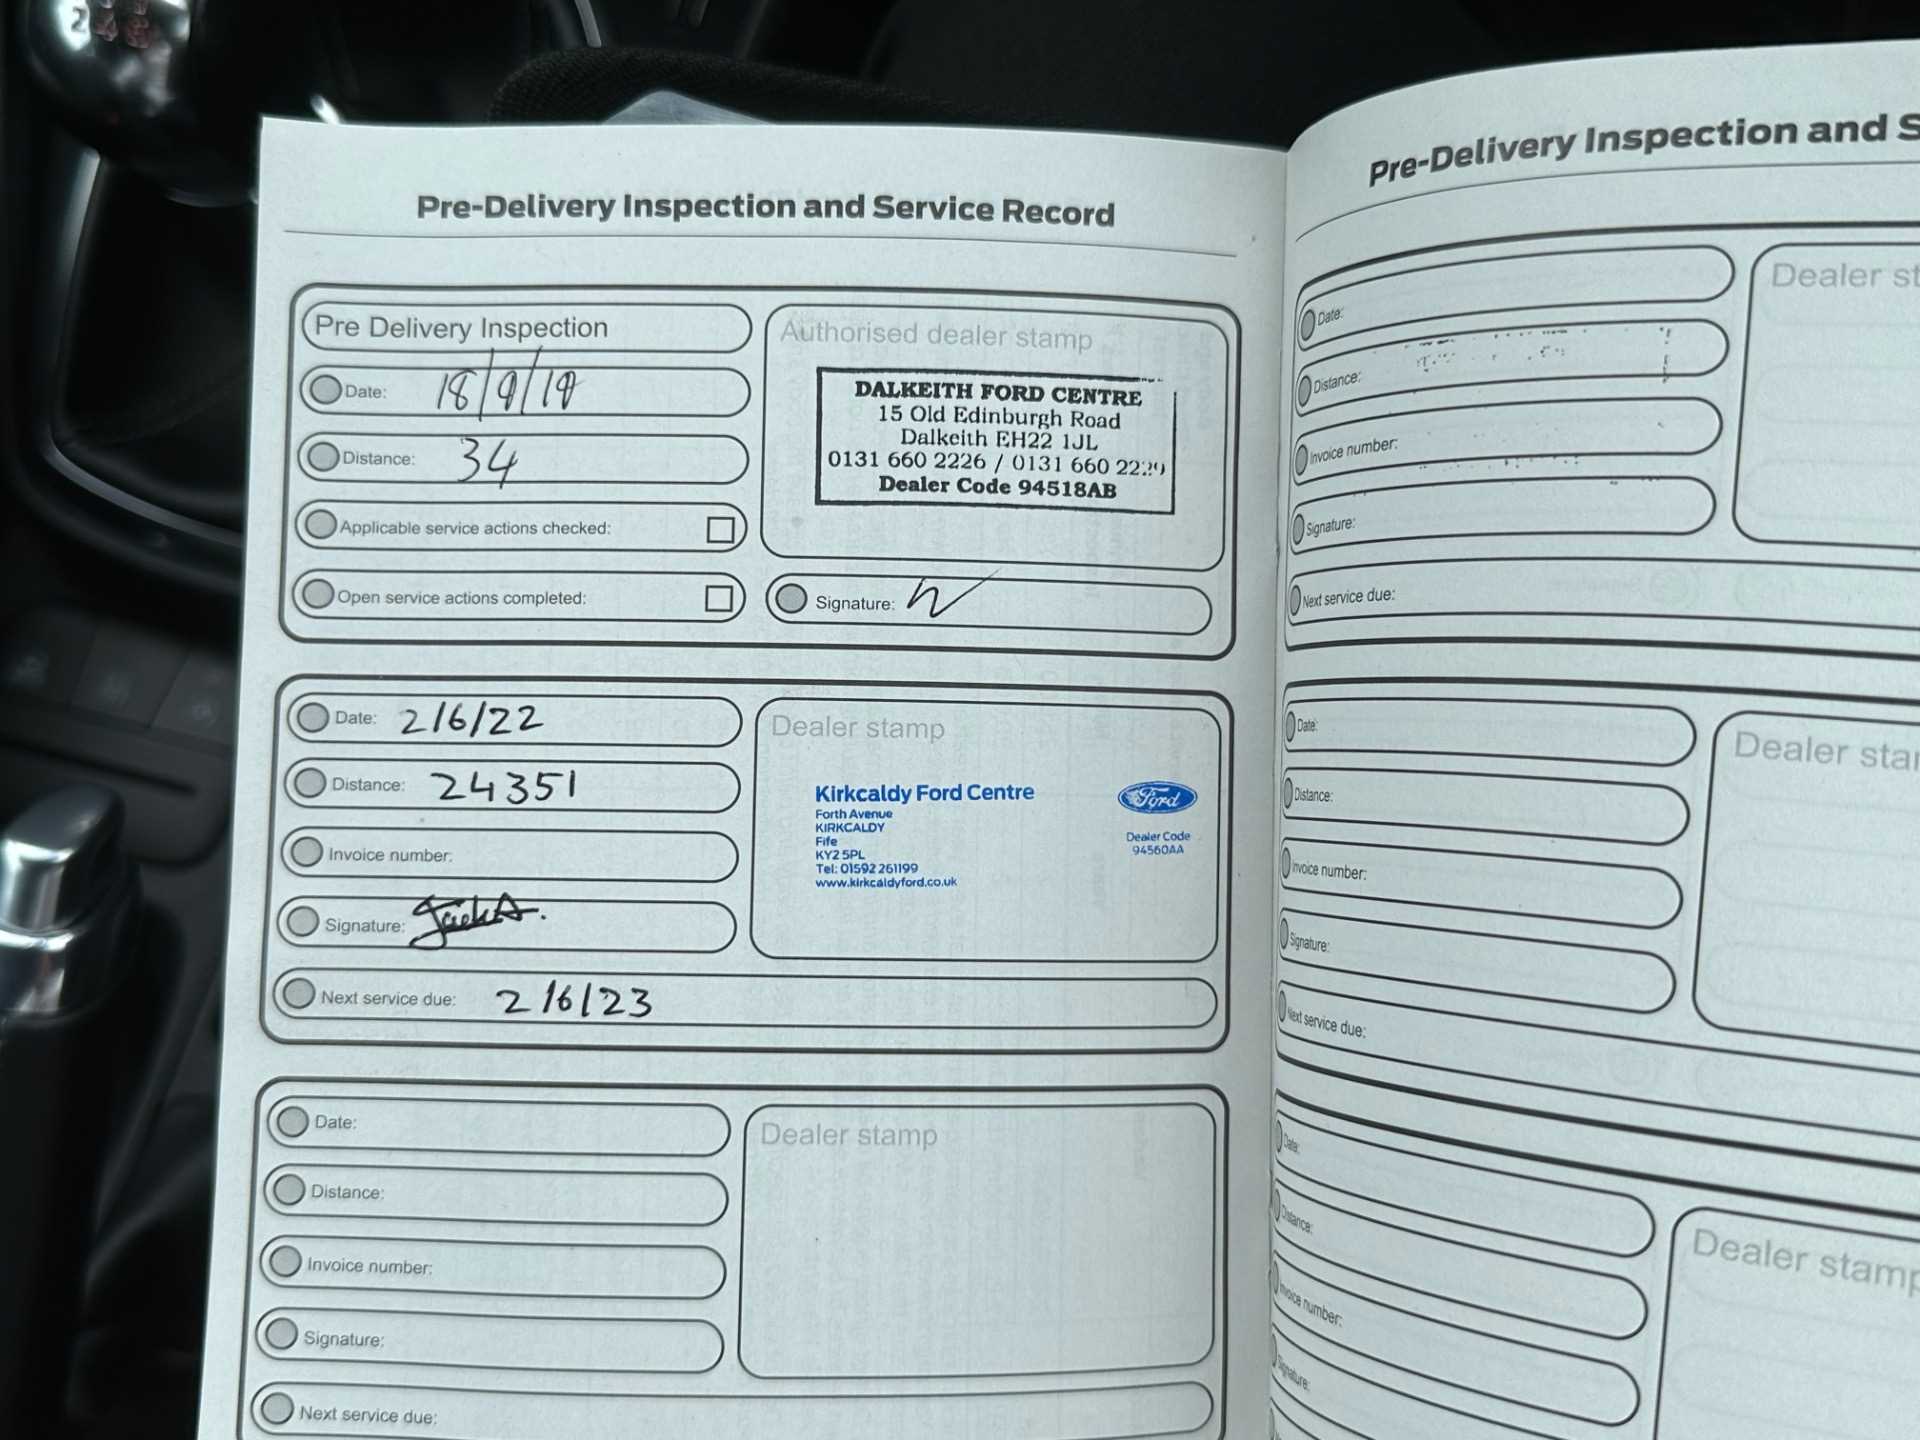 Pre-Delivery Inspection and Service Record
Pre Delivery Inspection
Date: 18/9/19
Distance: 34
Applicable service actions checked:
Open service actions completed:
Authorised dealer stamp
DALKEITH FORD CENTRE
15 Old Edinburgh Road
Dalkeith EH22 1JL
0131 660 2226 / 0131 660
Dealer Code 94518AB
Signature:
Date: 2/6/22
Distance: 24351
Invoice number:
Signature:
Next service due: 2/6/23
Dealer stamp
Kirkcaldy Ford Centre
Forth Avenue
KIRKCALDY
Fife
KY2 5PL
Tel: 01592 261199
www.kirkcaldyford.co.uk
Ford
Dealer Code
94560AA
Date:
Distance:
Invoice number:
Signature:
Next service due:
Dealer stamp
Pre-Delivery Inspection and S
Date:
Distance:
Invoice number:
Signature:
Next service due:
Dealer st
Date:
Distance:
Invoice number:
Signature:
Next service due:
Dealer star
Date:
Distance:
Invoice number:
Signature:
Dealer stamp
2